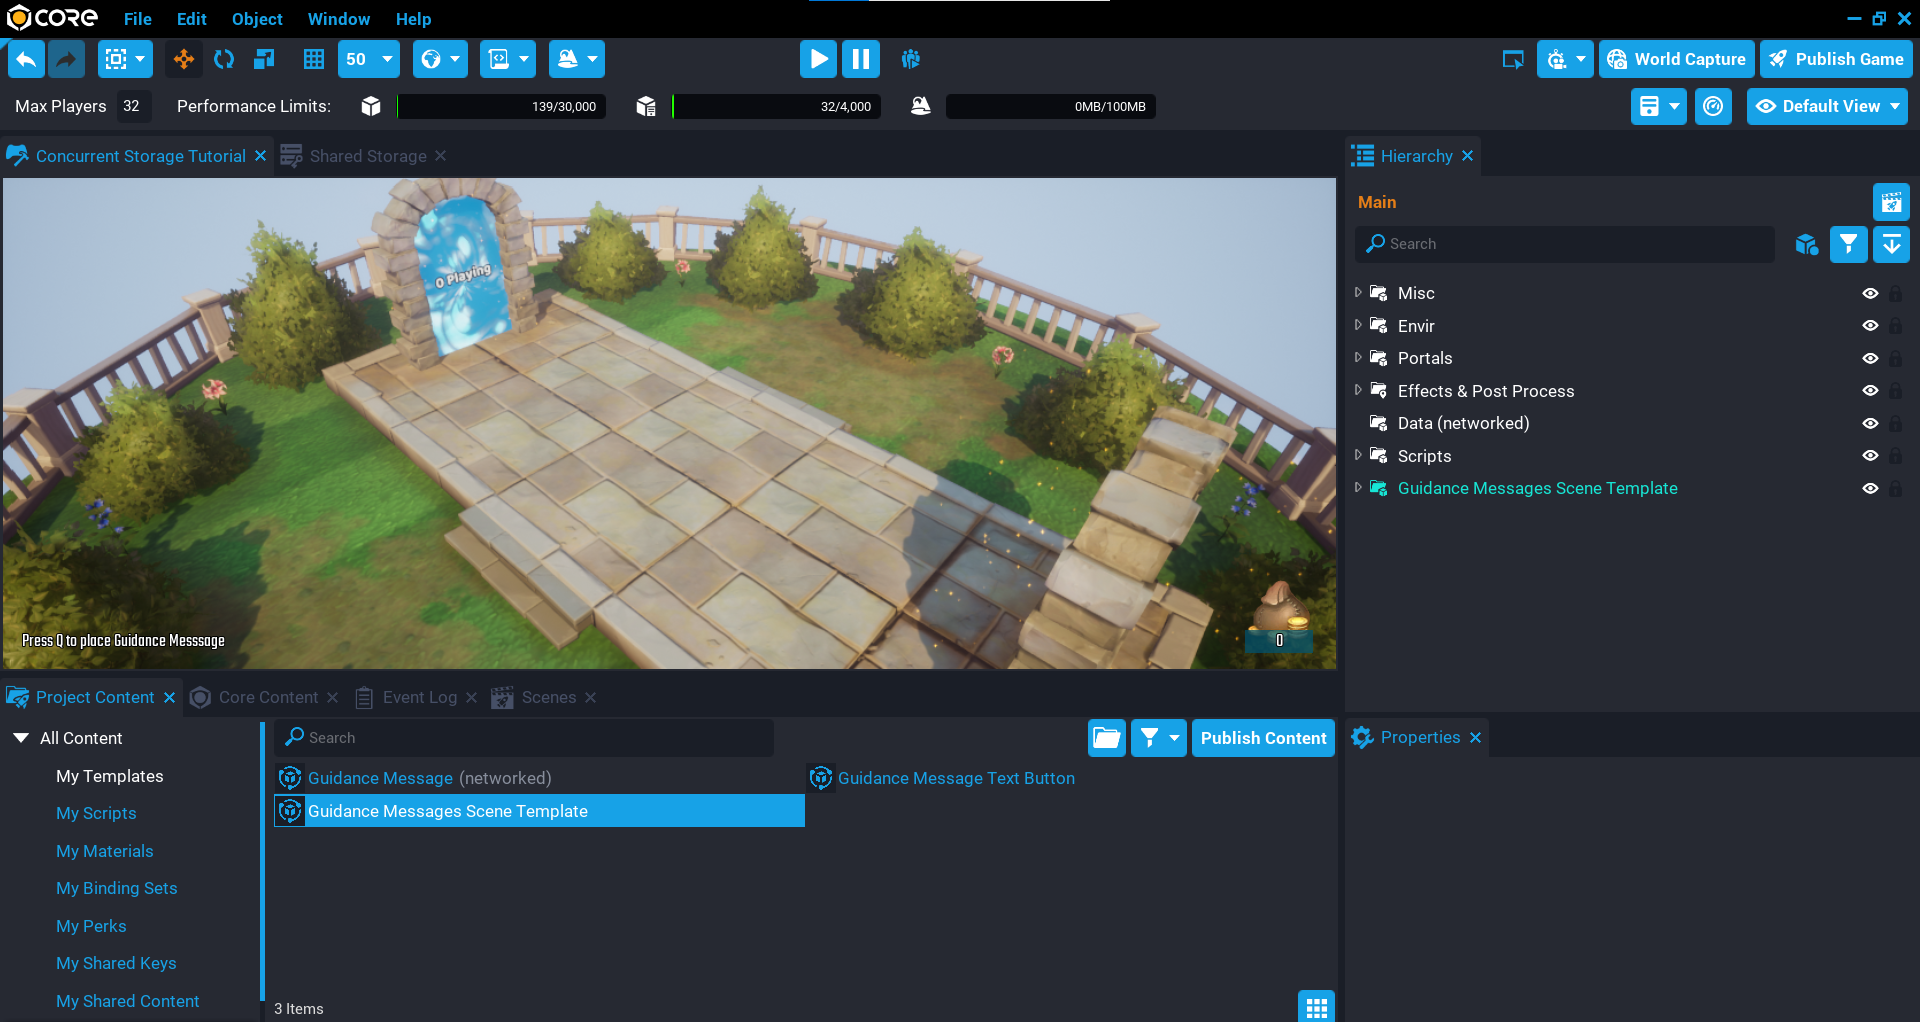 CORE File Edit Object Window Help
50 World Capture Publish Game
Max Players 32 Performance Limits: 139/30,000 32/4,000 0MB/100MB Default View
Concurrent Storage Tutorial Shared Storage Hierarchy
Main
Search
Misc
Envir
Portals
Effects & Post Process
Data (networked)
Scripts
Guidance Messages Scene Template
0 Playing
Press Q to place Guidance Messsage
0
Project Content Core Content Event Log Scenes
All Content
My Templates
My Scripts
My Materials
My Binding Sets
My Perks
My Shared Keys
My Shared Content
Search Publish Content
Guidance Message (networked) Guidance Message Text Button
Guidance Messages Scene Template
3 Items
Properties